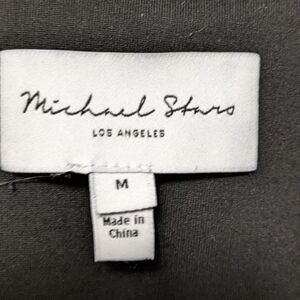 Michael Stars
LOS ANGELES
M
Made in
China